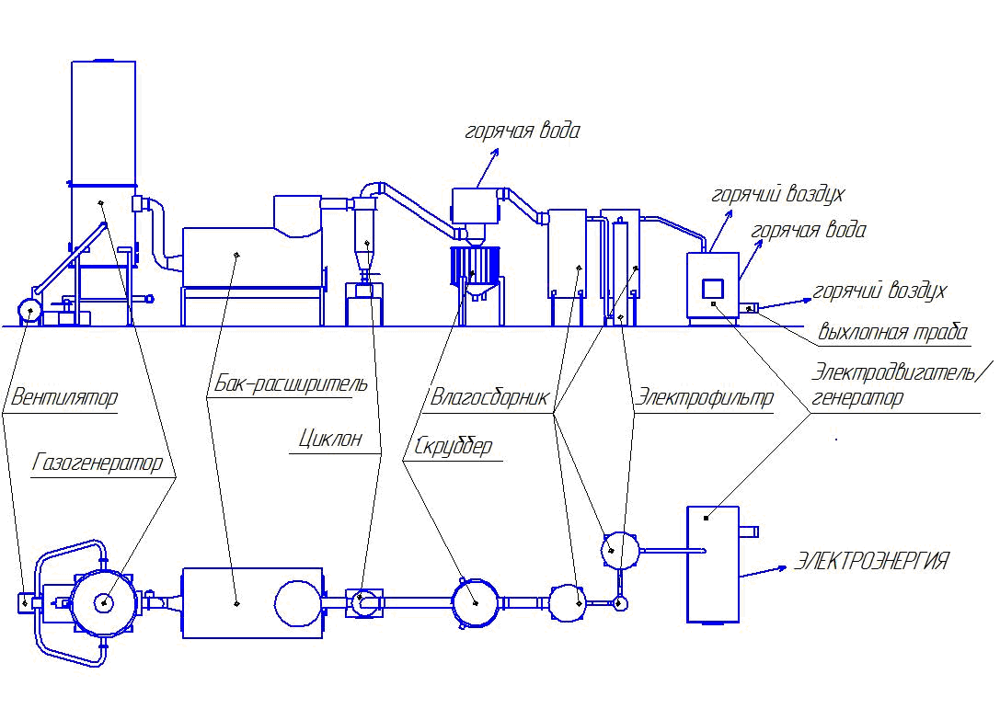 горячая вода
горячий воздух
горячая вода
горячий воздух
выхлопная траба
Электродвигатель/
генератор
Вентилятор
Бак-расширитель
Влагосборник
Электрофильтр
Циклон
Скруббер
Газогенератор
ЭЛЕКТРОЭНЕРГИЯ